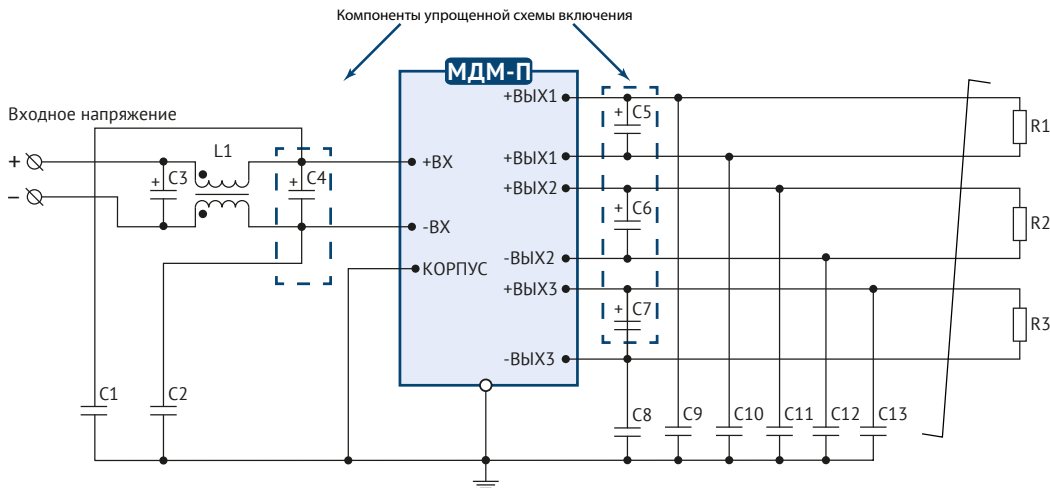 Компоненты упрощенной схемы включения
МДМ-П
Входное напряжение
+
–
L1
+ C3
+ C4
+ВХ
-ВХ
КОРПУС
+ВЫХ1
+ВЫХ1
+ВЫХ2
-ВЫХ2
+ВЫХ3
-ВЫХ3
+ C5
+ C6
+ C7
R1
R2
R3
C1
C2
C8
C9
C10
C11
C12
C13